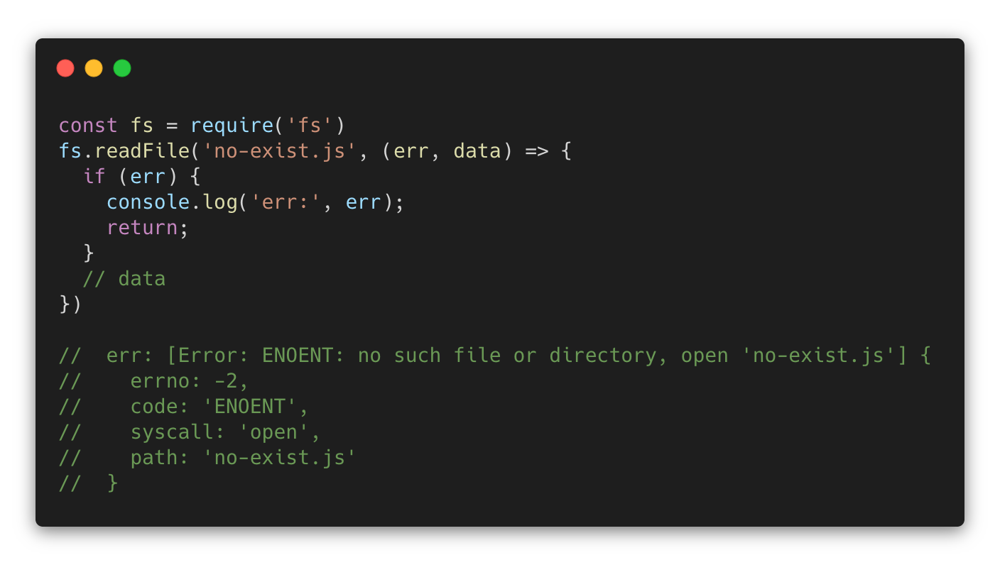 const fs = require('fs')
fs.readFile('no-exist.js', (err, data) => {
  if (err) {
    console.log('err:', err);
    return;
  }
  // data
})

//  err: [Error: ENOENT: no such file or directory, open 'no-exist.js'] {
//    errno: -2,
//    code: 'ENOENT',
//    syscall: 'open',
//    path: 'no-exist.js'
//  }